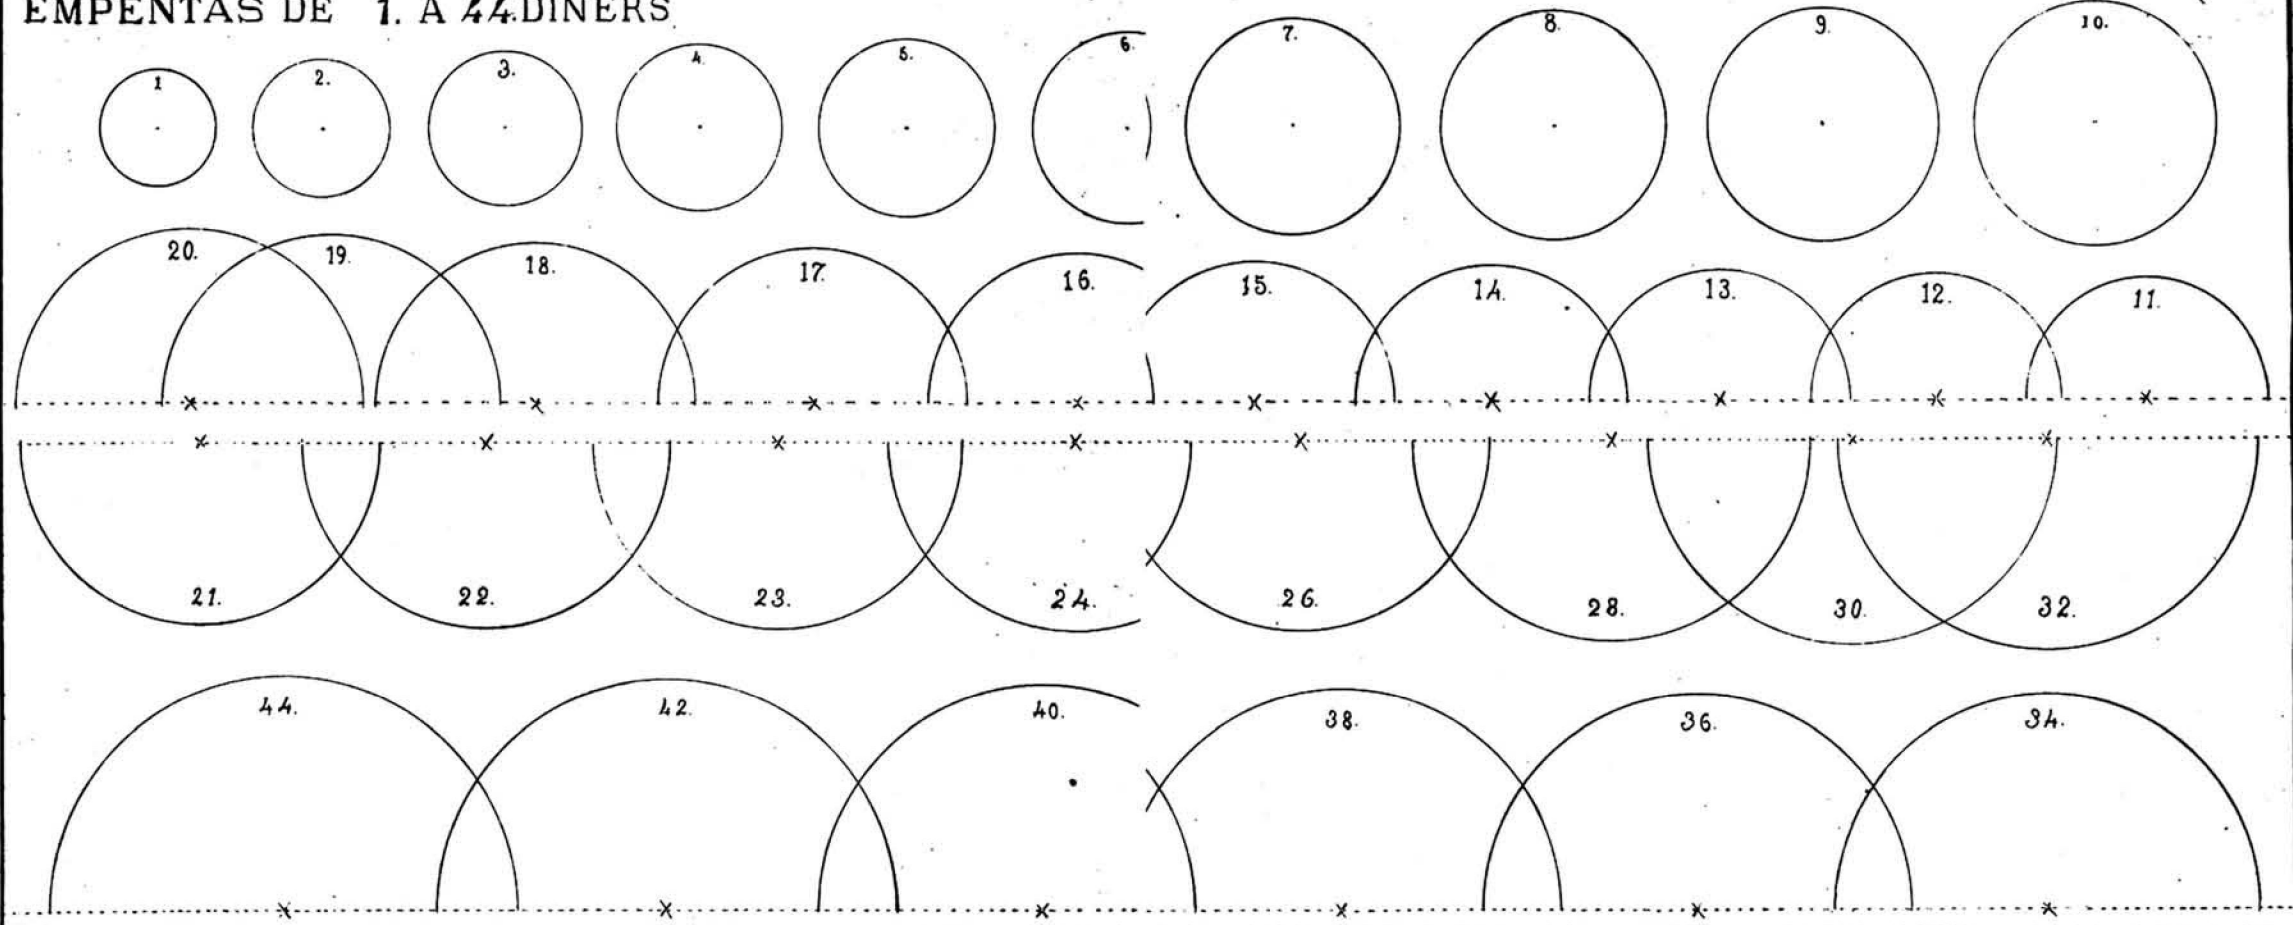 EMPENTAS DE 1. A 44.DINERS
1 2. 3. 4. 5. 6. 7. 8. 9. 10.
20. 19. 18. 17. 16. 15. 14. 13. 12. 11.
21. 22. 23. 24. 26. 28. 30. 32.
44. 42. 40. 38. 36. 34.